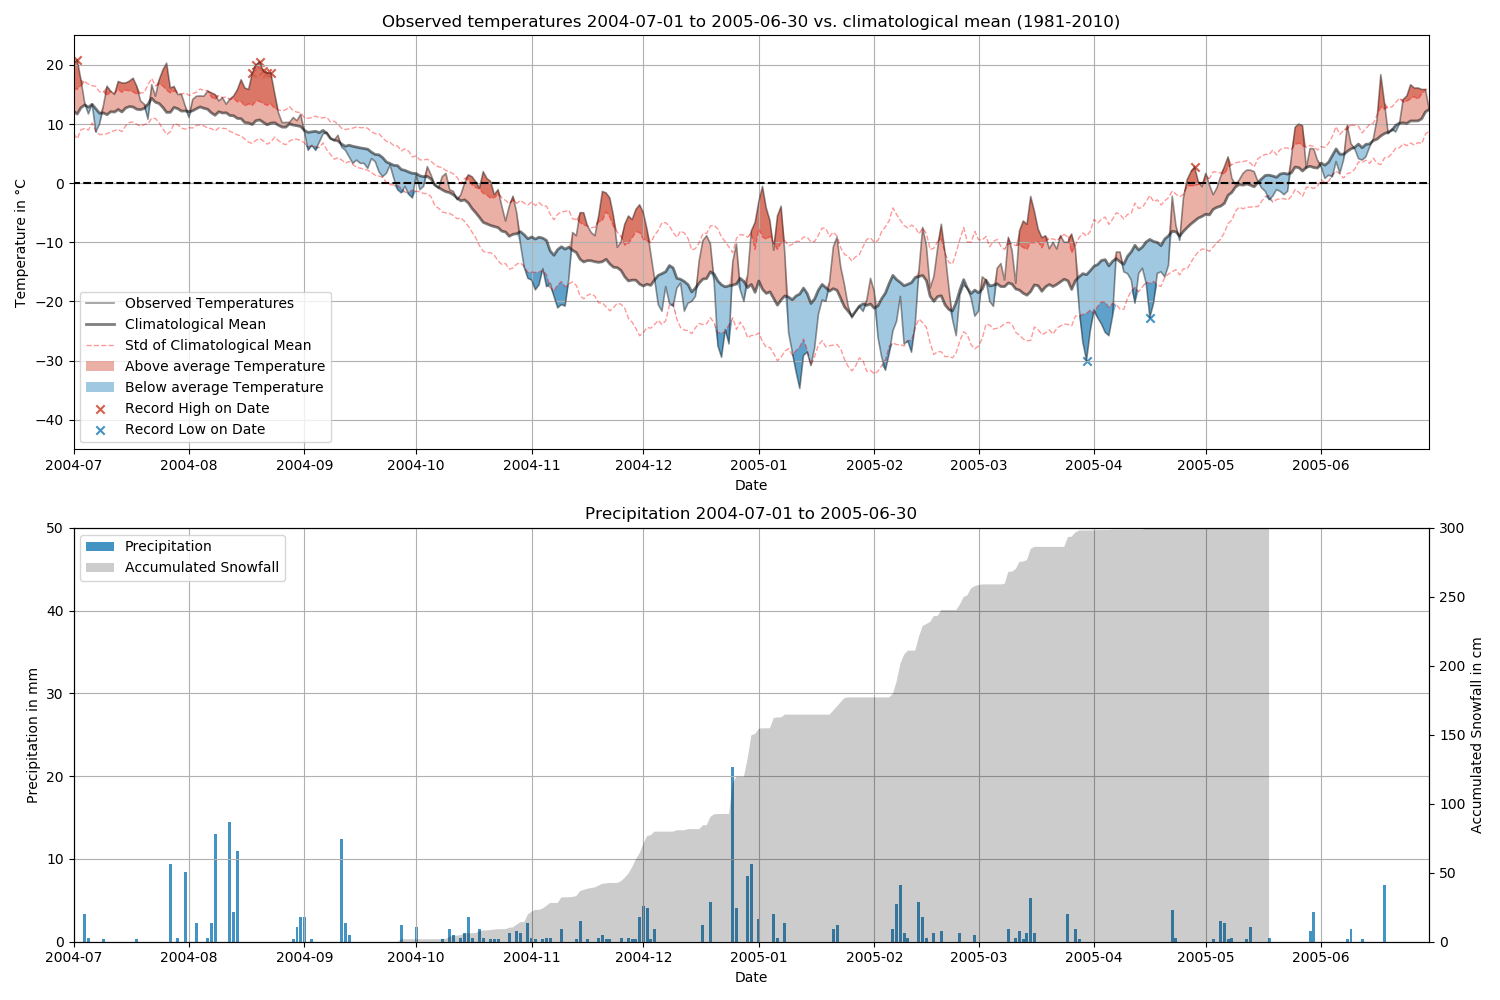 Observed temperatures 2004-07-01 to 2005-06-30 vs. climatological mean (1981-2010)
Temperature in °C
20
10
0
−10
−20
−30
−40
Observed Temperatures
Climatological Mean
Std of Climatological Mean
Above average Temperature
Below average Temperature
Record High on Date
Record Low on Date
2004-07 2004-08 2004-09 2004-10 2004-11 2004-12 2005-01 2005-02 2005-03 2005-04 2005-05 2005-06
Date
Precipitation 2004-07-01 to 2005-06-30
Precipitation in mm
50
40
30
20
10
0
Precipitation
Accumulated Snowfall
300
250
200
150
100
50
0
Accumulated Snowfall in cm
2004-07 2004-08 2004-09 2004-10 2004-11 2004-12 2005-01 2005-02 2005-03 2005-04 2005-05 2005-06
Date